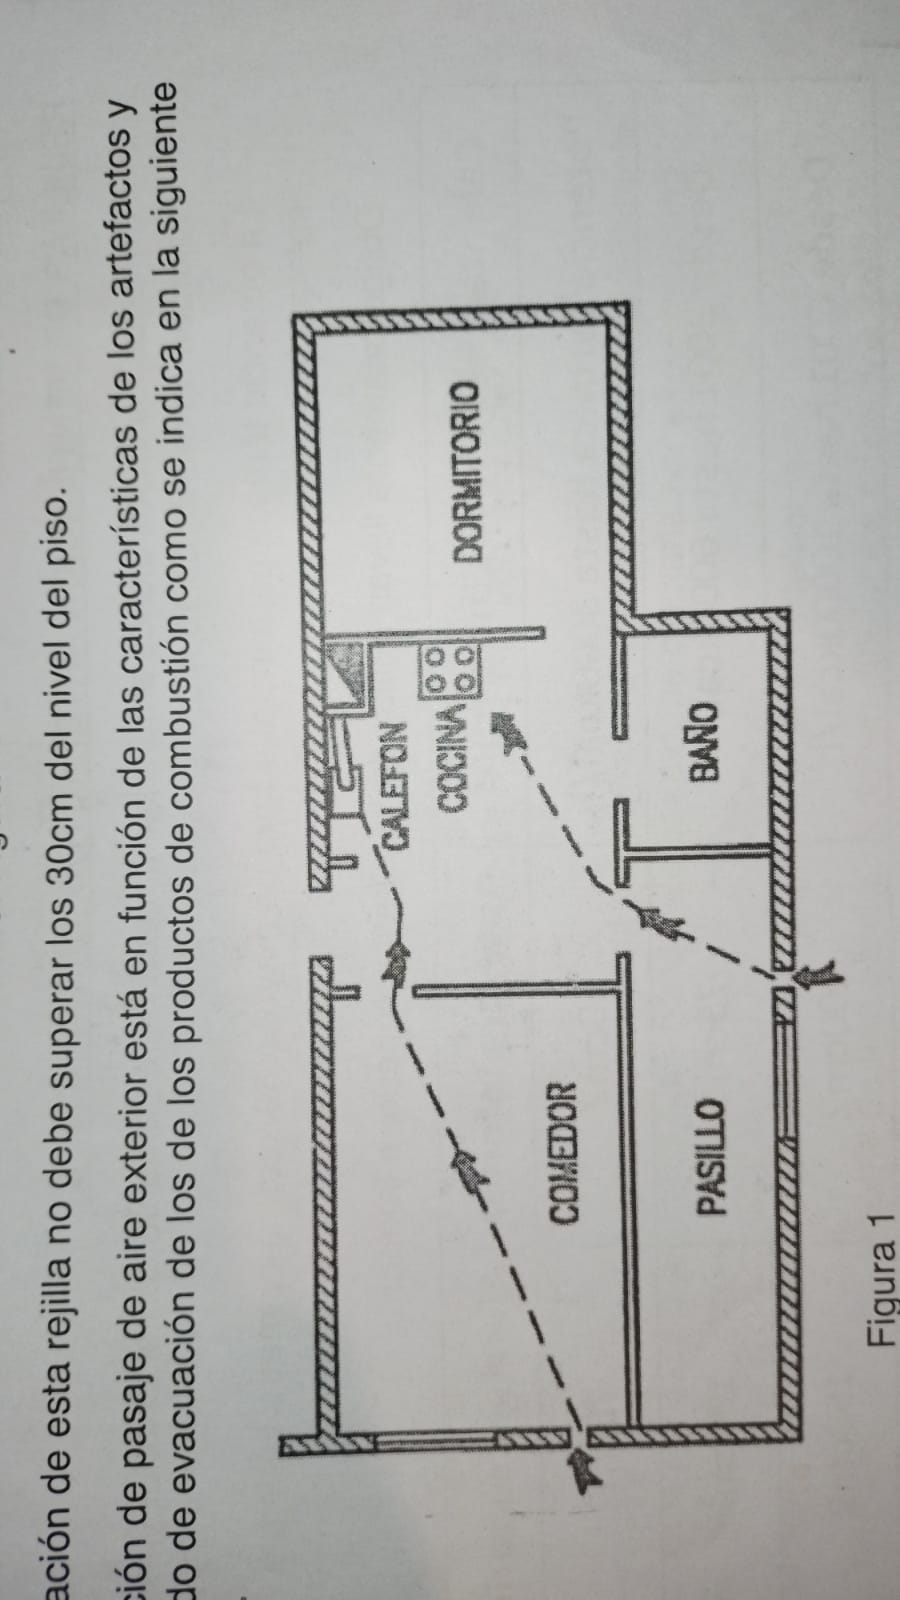 ación de esta rejilla no debe superar los 30cm del nivel del piso.
ción de pasaje de aire exterior está en función de las características de los artefactos y
do de evacuación de los de los productos de combustión como se indica en la siguiente
CALEFON
COCINA
DORMITORIO
COMEDOR
BAÑO
PASILLO
Figura 1